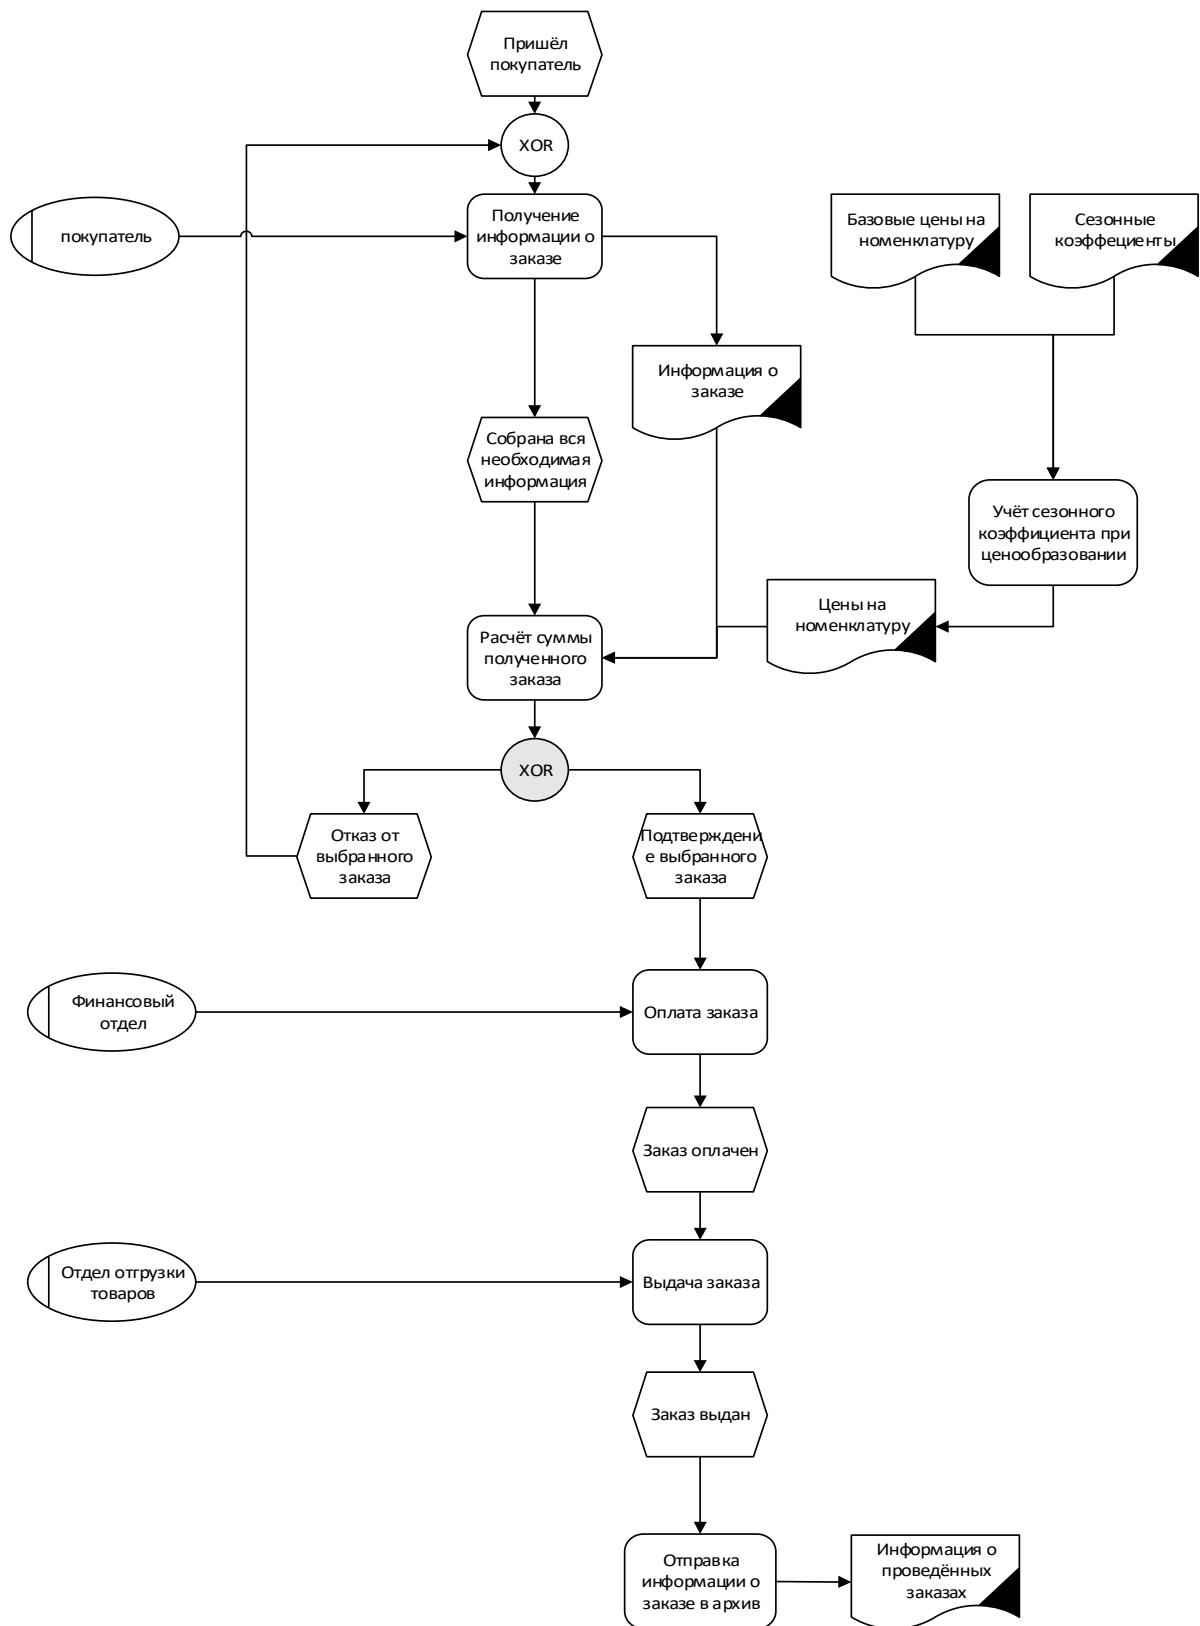 Пришёл
покупатель
XOR
покупатель
Получение
информации о
заказе
Базовые цены на
номенклатуру
Сезонные
коэффециенты
Информация о
заказе
Собрана вся
необходимая
информация
Учёт сезонного
коэффициента при
ценообразовании
Цены на
номенклатуру
Расчёт суммы
полученного
заказа
XOR
Отказ от
выбранного
заказа
Подтверждени
е выбранного
заказа
Финансовый
отдел
Оплата заказа
Заказ оплачен
Отдел отгрузки
товаров
Выдача заказа
Заказ выдан
Отправка
информации о
заказе в архив
Информация о
проведённых
заказах